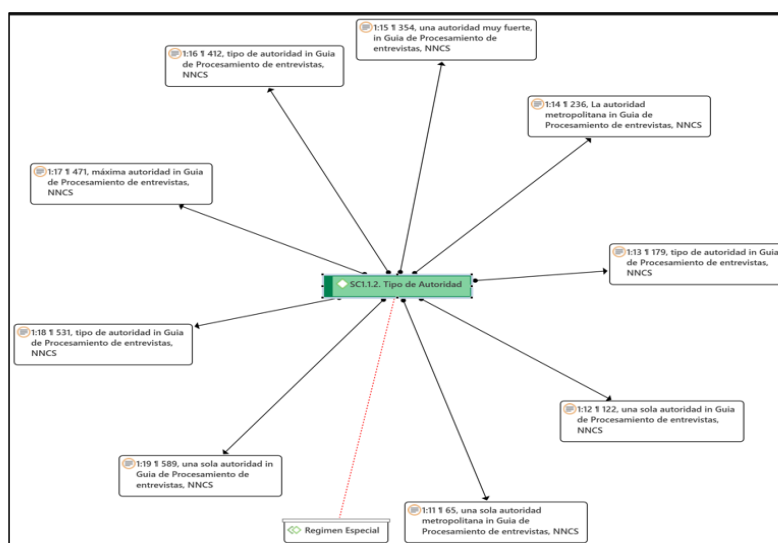 1:15 ¶ 354, una autoridad muy fuerte,
in Guia de Procesamiento de
entrevistas, NNCS
1:16 ¶ 412, tipo de autoridad in Guia
de Procesamiento de entrevistas,
NNCS
1:14 ¶ 236, La autoridad
metropolitana in Guia de
Procesamiento de entrevistas, NNCS
1:17 ¶ 471, máxima autoridad in Guia
de Procesamiento de entrevistas,
NNCS
1:13 ¶ 179, tipo de autoridad in Guia
de Procesamiento de entrevistas,
NNCS
SC1.1.2. Tipo de Autoridad
1:18 ¶ 531, tipo de autoridad in Guia
de Procesamiento de entrevistas,
NNCS
1:12 ¶ 122, una sola autoridad in Guia
de Procesamiento de entrevistas,
NNCS
1:19 ¶ 589, una sola autoridad in
Guia de Procesamiento de
entrevistas, NNCS
1:11 ¶ 65, una sola autoridad
metropolitana in Guia de
Procesamiento de entrevistas, NNCS
Regimen Especial